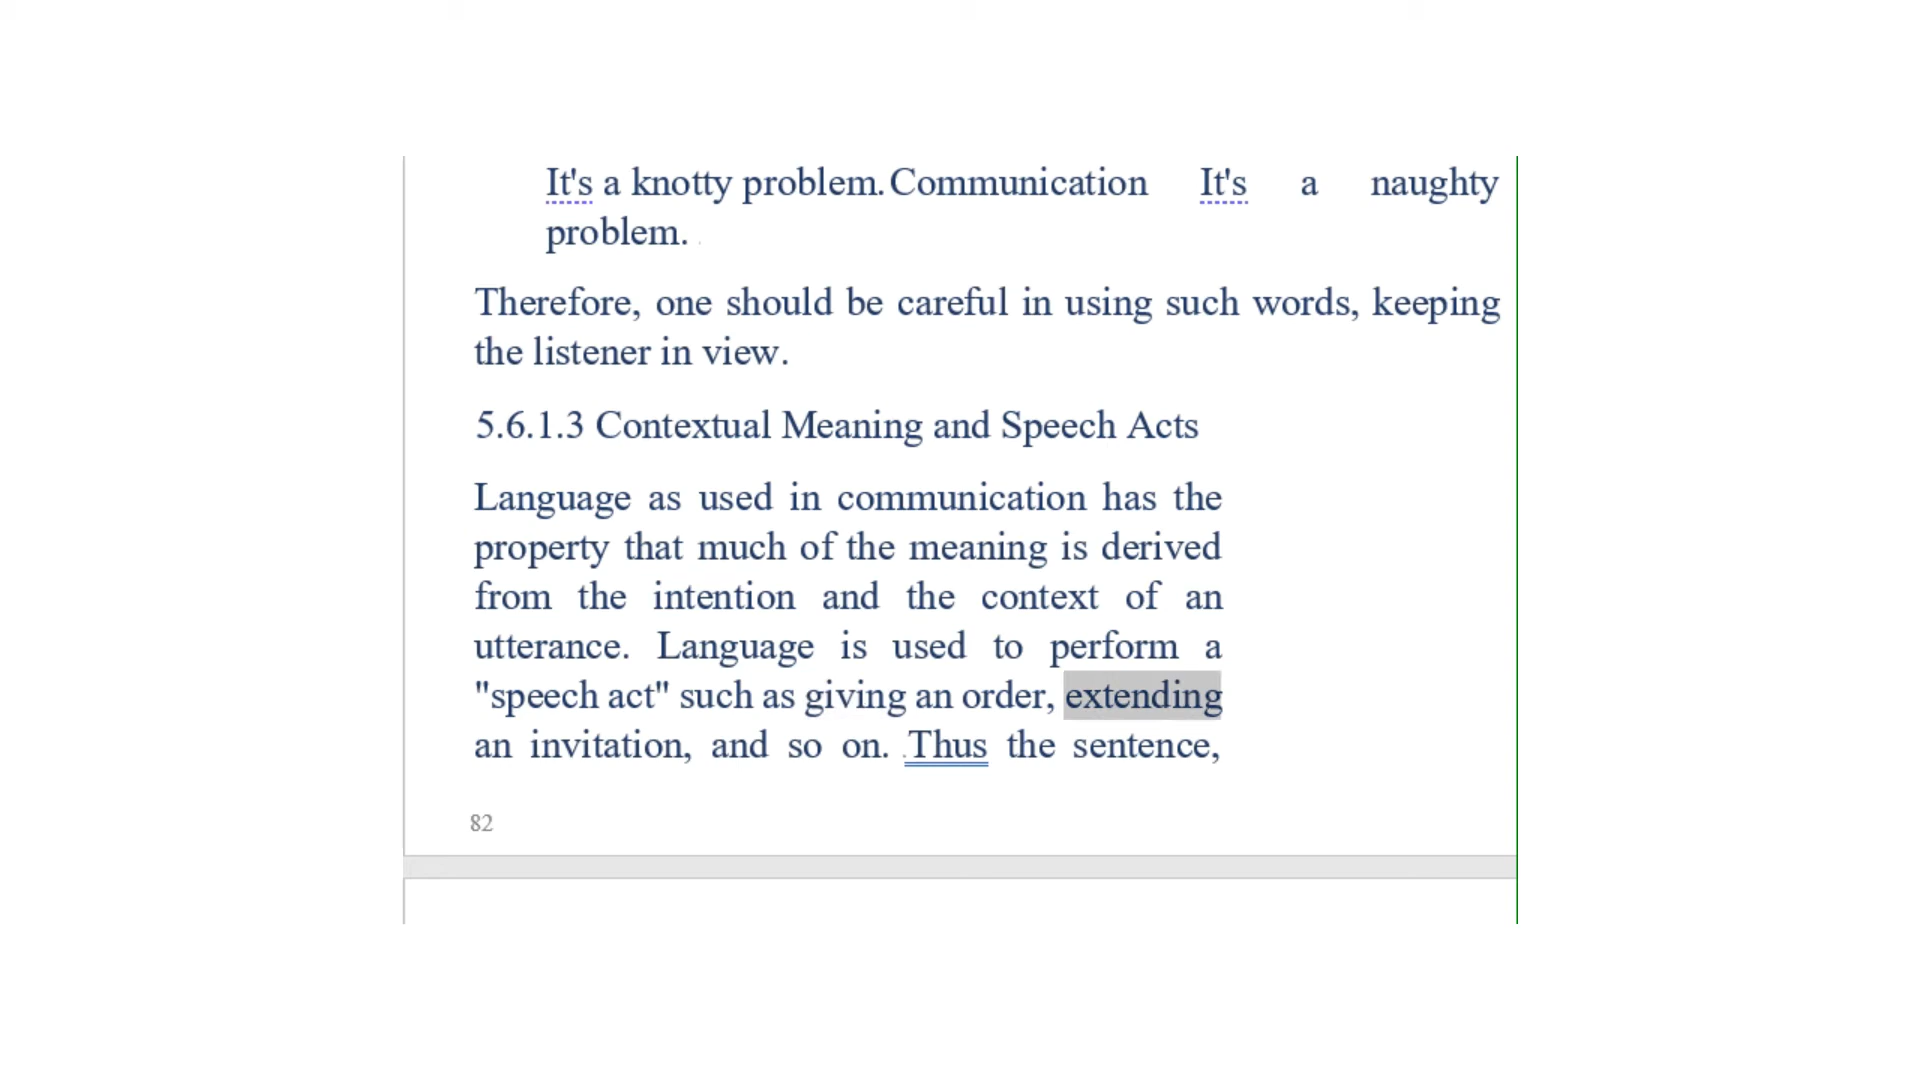 It's a knotty problem. Communication It's a naughty
problem.
Therefore, one should be careful in using such words, keeping
the listener in view.
5.6.1.3 Contextual Meaning and Speech Acts
Language as used in communication has the
property that much of the meaning is derived
from the intention and the context of an
utterance. Language is used to perform a
"speech act" such as giving an order, extending
an invitation, and so on. .Thus the sentence,
82